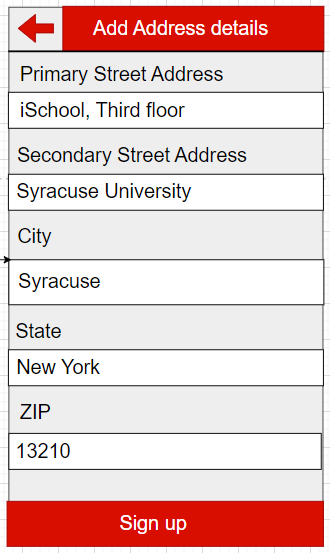 Add Address details
Primary Street Address
iSchool, Third floor
Secondary Street Address
Syracuse University
City
Syracuse
State
New York
ZIP
13210
Sign up